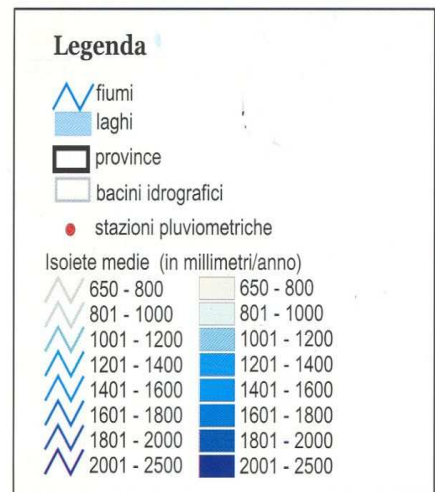 Legenda
fiumi
laghi
province
bacini idrografici
stazioni pluviometriche
Isoiete medie (in millimetri/anno)
650 - 800 650 - 800
801 - 1000 801 - 1000
1001 - 1200 1001 - 1200
1201 - 1400 1201 - 1400
1401 - 1600 1401 - 1600
1601 - 1800 1601 - 1800
1801 - 2000 1801 - 2000
2001 - 2500 2001 - 2500